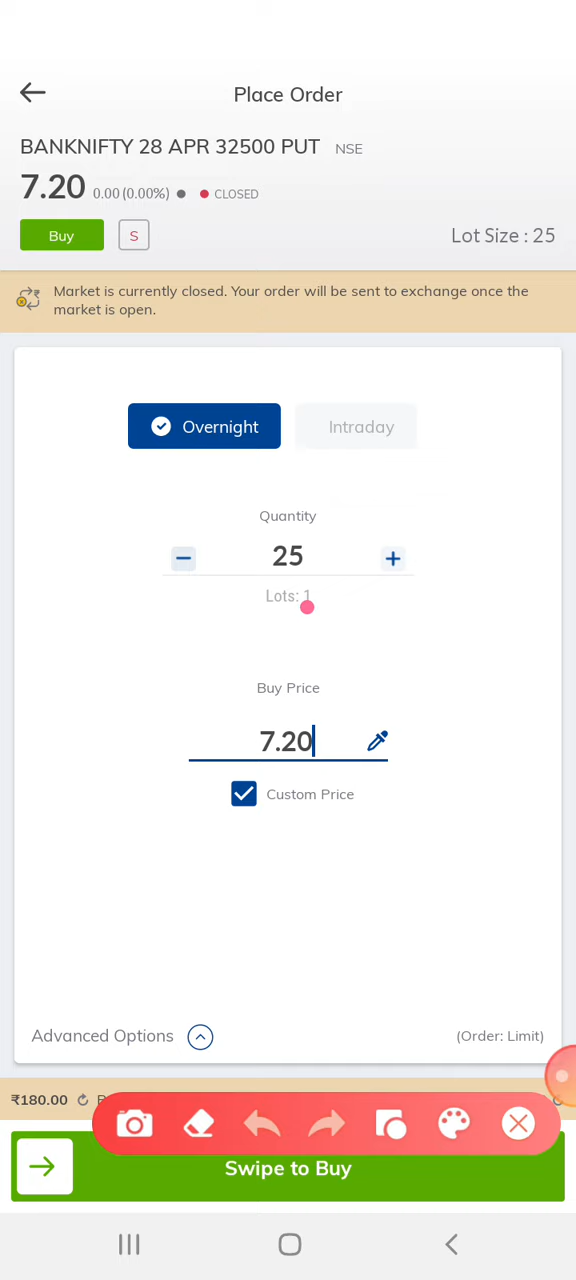 Place Order
BANKNIFTY 28 APR 32500 PUT NSE
7.20 0.00 (0.00%) CLOSED
Buy S Lot Size : 25
Market is currently closed. Your order will be sent to exchange once the
market is open.
Overnight Intraday
Quantity
25
Lots: 1
Buy Price
7.20
Custom Price
Advanced Options (Order: Limit)
₹180.00
Swipe to Buy